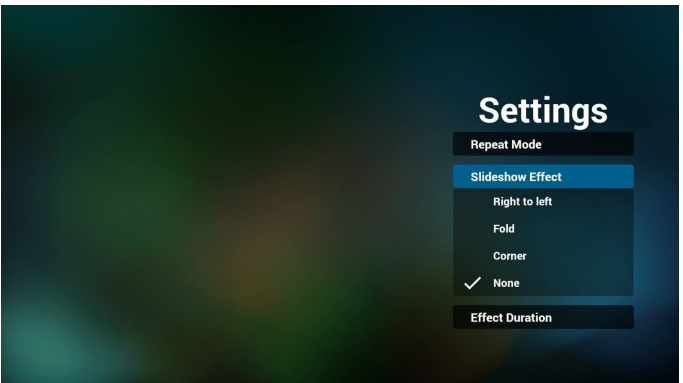 Settings
Repeat Mode
Slideshow Effect
Right to left
Fold
Corner
None
Effect Duration